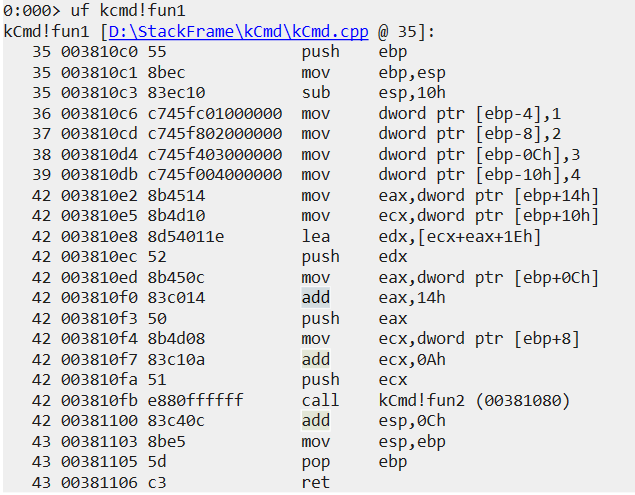 0:000> uf kcmd!fun1
kCmd!fun1 [D:\StackFrame\kCmd\kCmd.cpp @ 35]:
35 003810c0 55 push ebp
35 003810c1 8bec mov ebp,esp
35 003810c3 83ec10 sub esp,10h
36 003810c6 c745fc01000000 mov dword ptr [ebp-4],1
37 003810cd c745f802000000 mov dword ptr [ebp-8],2
38 003810d4 c745f403000000 mov dword ptr [ebp-0Ch],3
39 003810db c745f004000000 mov dword ptr [ebp-10h],4
42 003810e2 8b4514 mov eax,dword ptr [ebp+14h]
42 003810e5 8b4d10 mov ecx,dword ptr [ebp+10h]
42 003810e8 8d54011e lea edx,[ecx+eax+1Eh]
42 003810ec 52 push edx
42 003810ed 8b450c mov eax,dword ptr [ebp+0Ch]
42 003810f0 83c014 add eax,14h
42 003810f3 50 push eax
42 003810f4 8b4d08 mov ecx,dword ptr [ebp+8]
42 003810f7 83c10a add ecx,0Ah
42 003810fa 51 push ecx
42 003810fb e880ffffff call kCmd!fun2 (00381080)
42 00381100 83c40c add esp,0Ch
43 00381103 8be5 mov esp,ebp
43 00381105 5d pop ebp
43 00381106 c3 ret